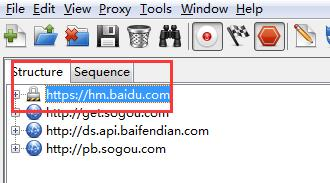 File Edit View Proxy Tools Window Help
Structure Sequence
https://hm.baidu.com
http://get.sogou.com
http://ds.api.baifendian.com
http://pb.sogou.com